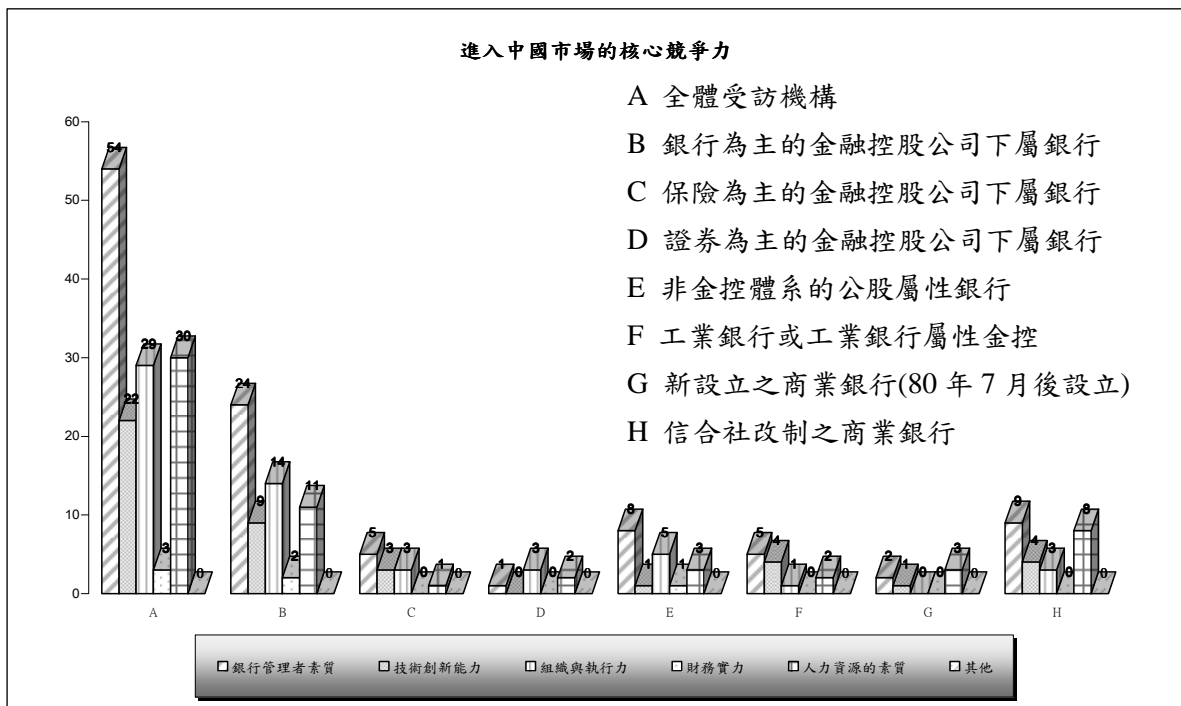 進入中國市場的核心競爭力
A 全體受訪機構
B 銀行為主的金融控股公司下屬銀行
C 保險為主的金融控股公司下屬銀行
D 證券為主的金融控股公司下屬銀行
E 非金控體系的公股屬性銀行
F 工業銀行或工業銀行屬性金控
G 新設立之商業銀行(80 年 7 月後設立)
H 信合社改制之商業銀行
60
50
40
30
20
10
0
54 22 29 3 30 0
24 9 14 2 11 0
5 3 3 0 1 0
1 0 3 0 2 0
8 1 5 1 3 0
5 4 1 0 2 0
2 1 0 0 3 0
9 4 3 0 8 0
A B C D E F G H
銀行管理者素質 技術創新能力 組織與執行力 財務實力 人力資源的素質 其他